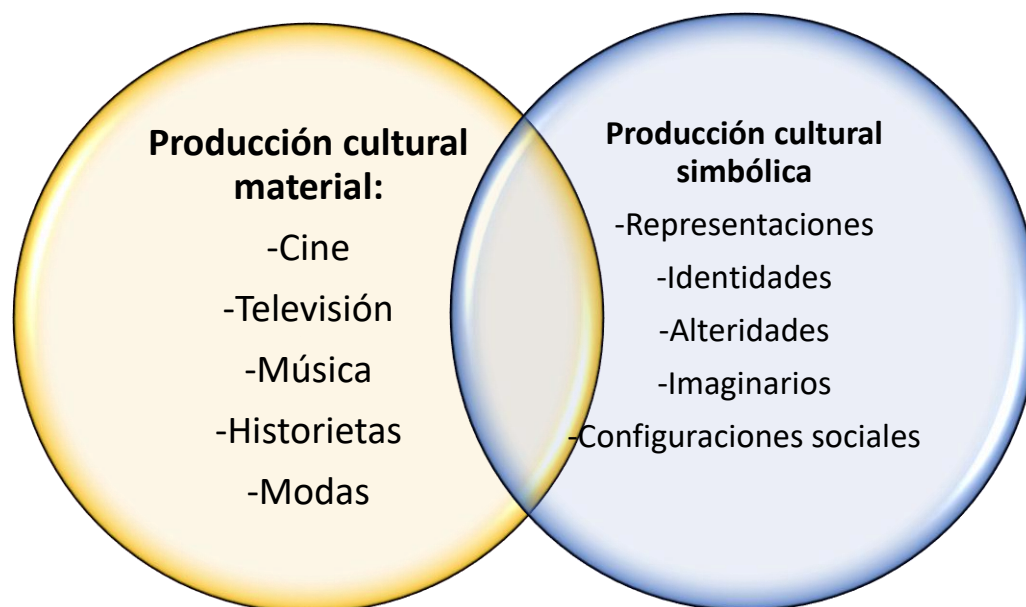 Producción cultural
material:
-Cine
-Televisión
-Música
-Historietas
-Modas
Producción cultural
simbólica
-Representaciones
-Identidades
-Alteridades
-Imaginarios
-Configuraciones sociales